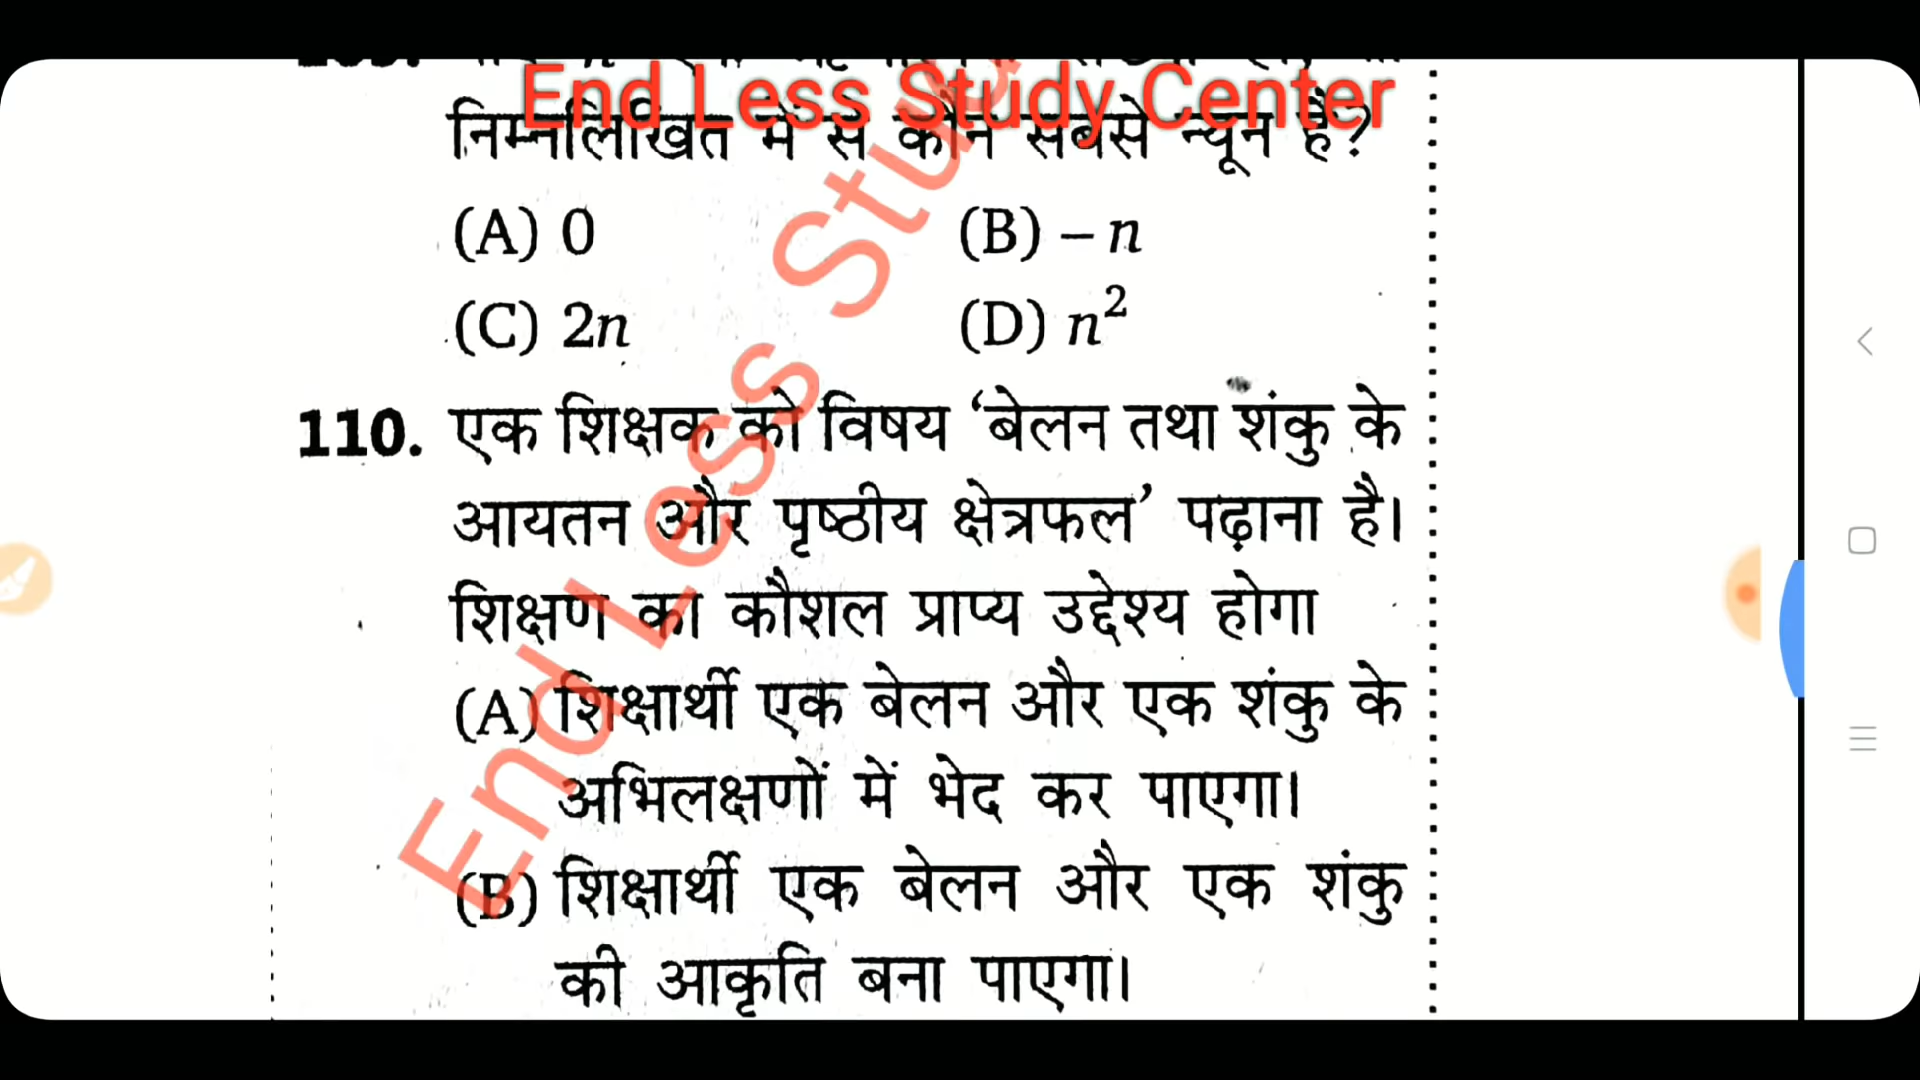 End Less Study Center
निम्नलिखित में से कौन सबसे न्यून है?
(A) 0 (B) – n
(C) 2n (D) n²
110. एक शिक्षक को विषय ‘बेलन तथा शंकु के
आयतन और पृष्ठीय क्षेत्रफल’ पढ़ाना है।
शिक्षण का कौशल प्राप्य उद्देश्य होगा
(A) शिक्षार्थी एक बेलन और एक शंकु के
अभिलक्षणों में भेद कर पाएगा।
(B) शिक्षार्थी एक बेलन और एक शंकु
की आकृति बना पाएगा।
End Less Stu